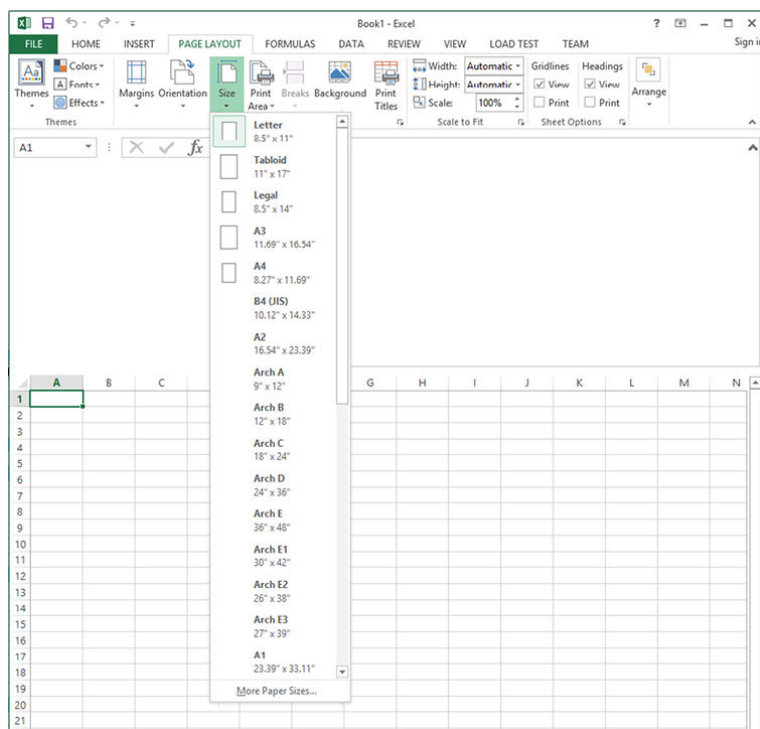 Book1 - Excel
?
Sign in
FILE HOME INSERT PAGE LAYOUT FORMULAS DATA REVIEW VIEW LOAD TEST TEAM
Aa Colors Width: Automatic Gridlines Headings
A Fonts Height: Automatic View View
Themes Effects Margins Orientation Size Print Area Breaks Background Print Titles Scale: 100% Print Print Arrange
Themes Scale to Fit Sheet Options
A1 fx
Letter
8.5" x 11"
Tabloid
11" x 17"
Legal
8.5" x 14"
A3
11.69" x 16.54"
A4
8.27" x 11.69"
B4 (JIS)
10.12" x 14.33"
A2
16.54" x 23.39"
Arch A
9" x 12"
Arch B
12" x 18"
Arch C
18" x 24"
Arch D
24" x 36"
Arch E
36" x 48"
Arch E1
30" x 42"
Arch E2
26" x 38"
Arch E3
27" x 39"
A1
23.39" x 33.11"
More Paper Sizes...
A B C G H I J K L M N
1
2
3
4
5
6
7
8
9
10
11
12
13
14
15
16
17
18
19
20
21